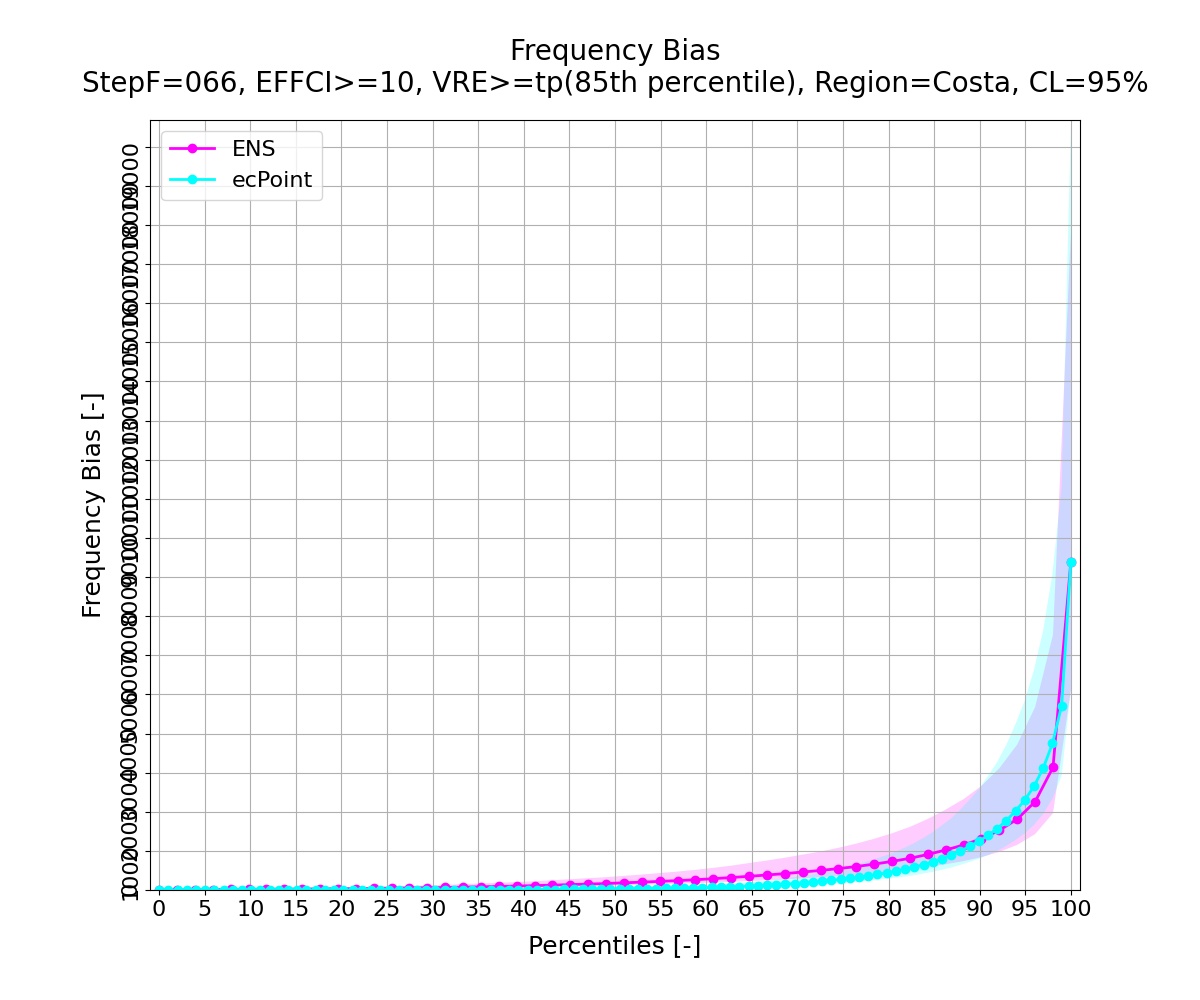 Frequency Bias
StepF=066, EFFCI>=10, VRE>=tp(85th percentile), Region=Costa, CL=95%
ENS
ecPoint
Frequency Bias [-]
0 5 10 15 20 25 30 35 40 45 50 55 60 65 70 75 80 85 90 95 100
Percentiles [-]